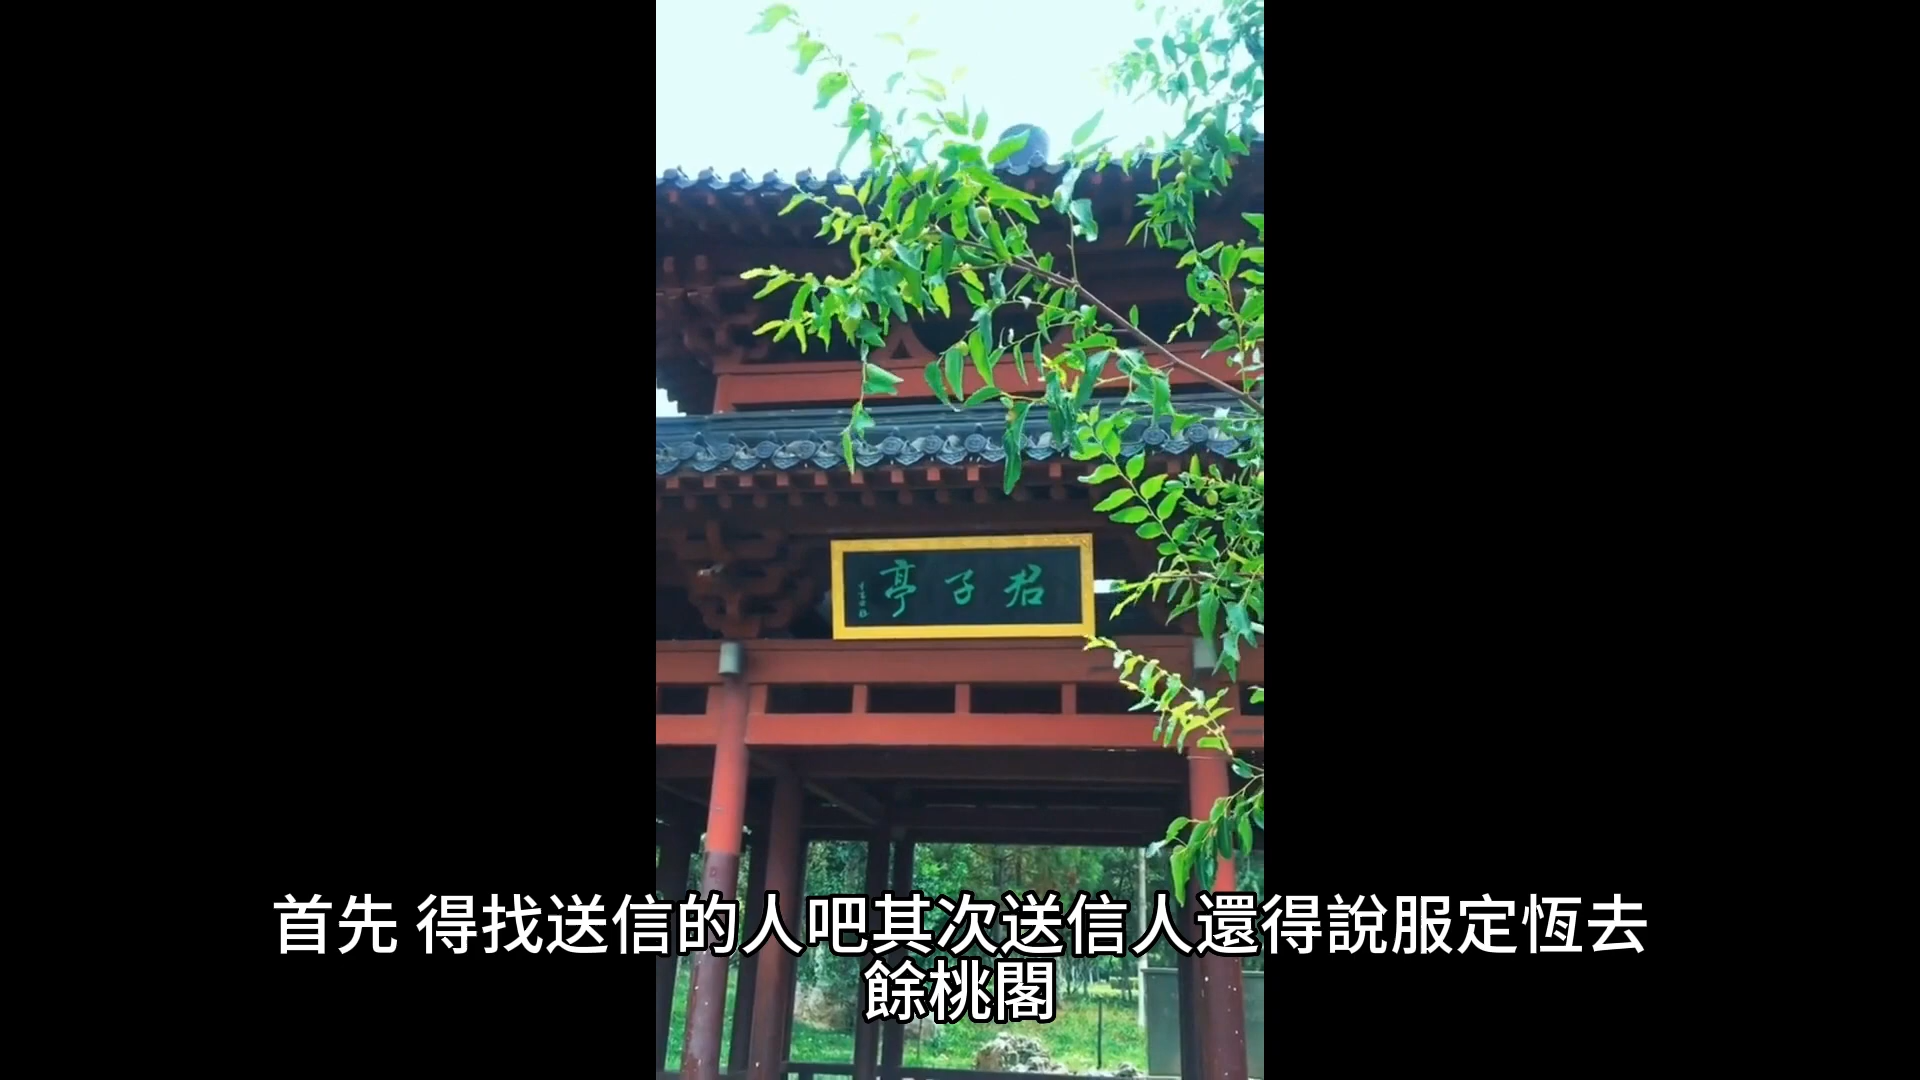 君子亭
首先 得找送信的人吧其次送信人還得說服定恆去
餘桃閣